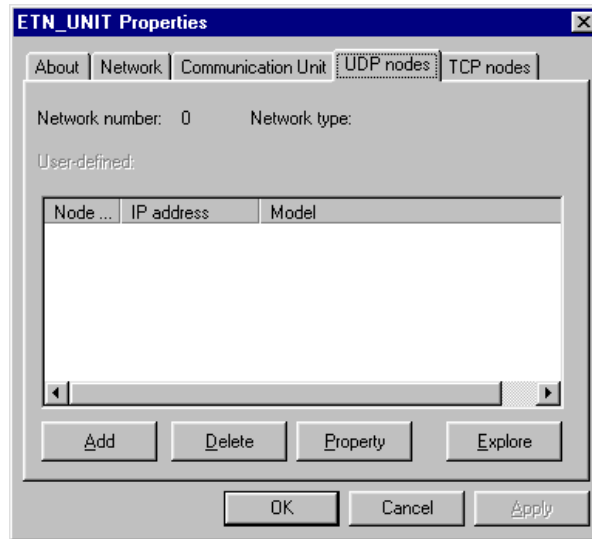 ETN_UNIT Properties
About Network Communication Unit UDP nodes TCP nodes
Network number: 0 Network type:
User-defined:
Node ... IP address Model
Add Delete Property Explore
OK Cancel Apply